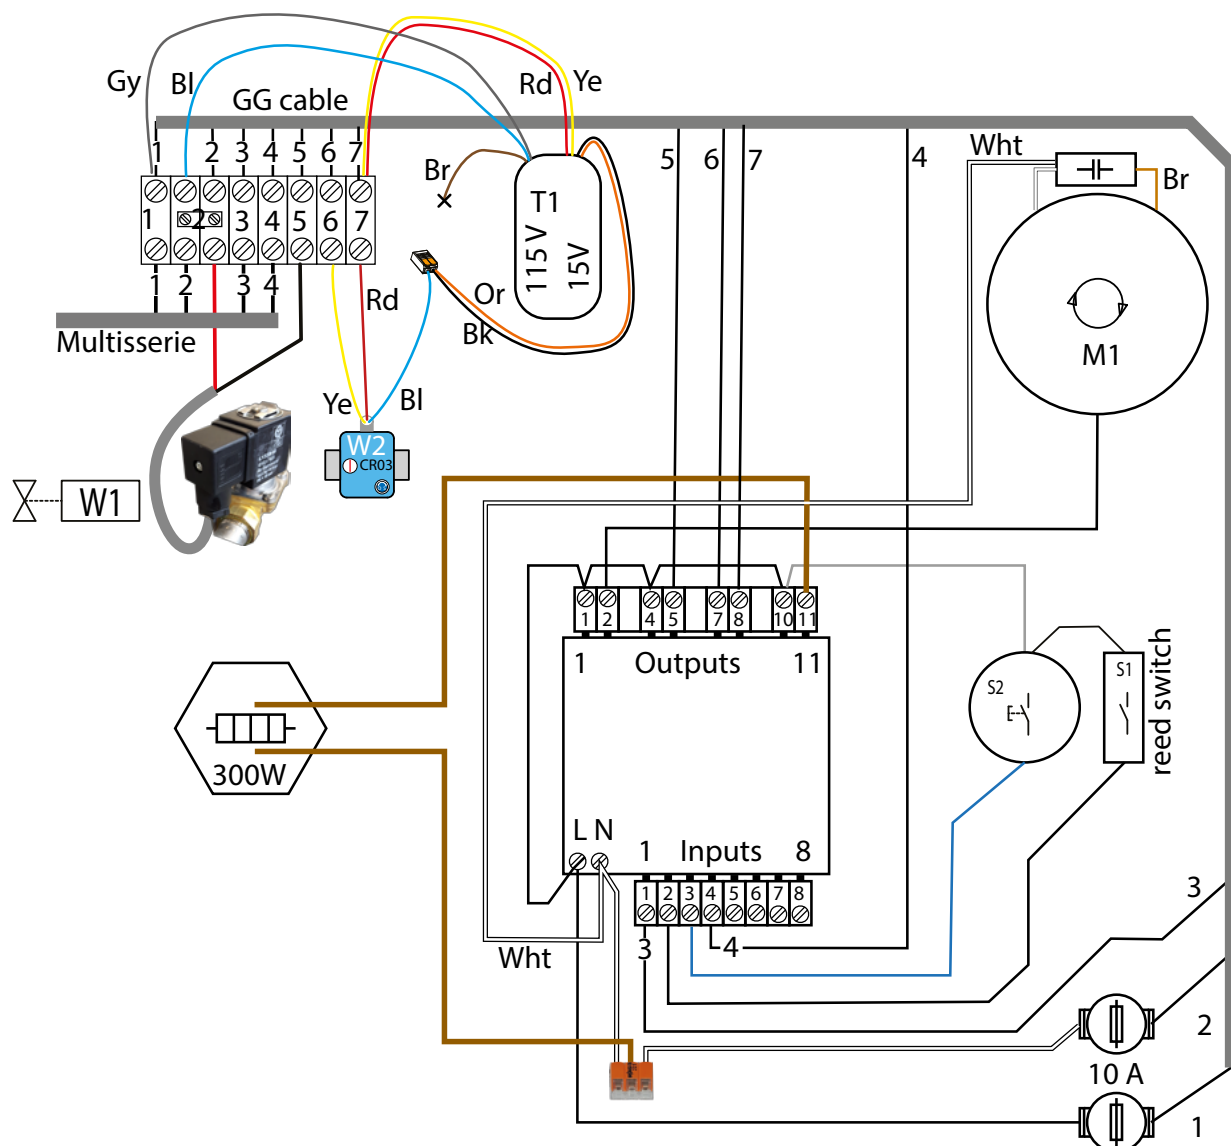 Gy
Bl
Rd
Ye
GG cable
1
2
3
4
5
6
7
1
2
3
4
5
6
7
1
2
3
4
Multisserie
Br
T1
115 V
15V
Or
Bk
Rd
Ye
Bl
W2
CR03
W1
5
6
7
4
Wht
Br
M1
1
2
4
5
7
8
10
11
1
Outputs
11
S2
S1
reed switch
300W
L N
1
Inputs
8
1
2
3
4
5
6
7
8
3
4
Wht
3
2
10 A
1